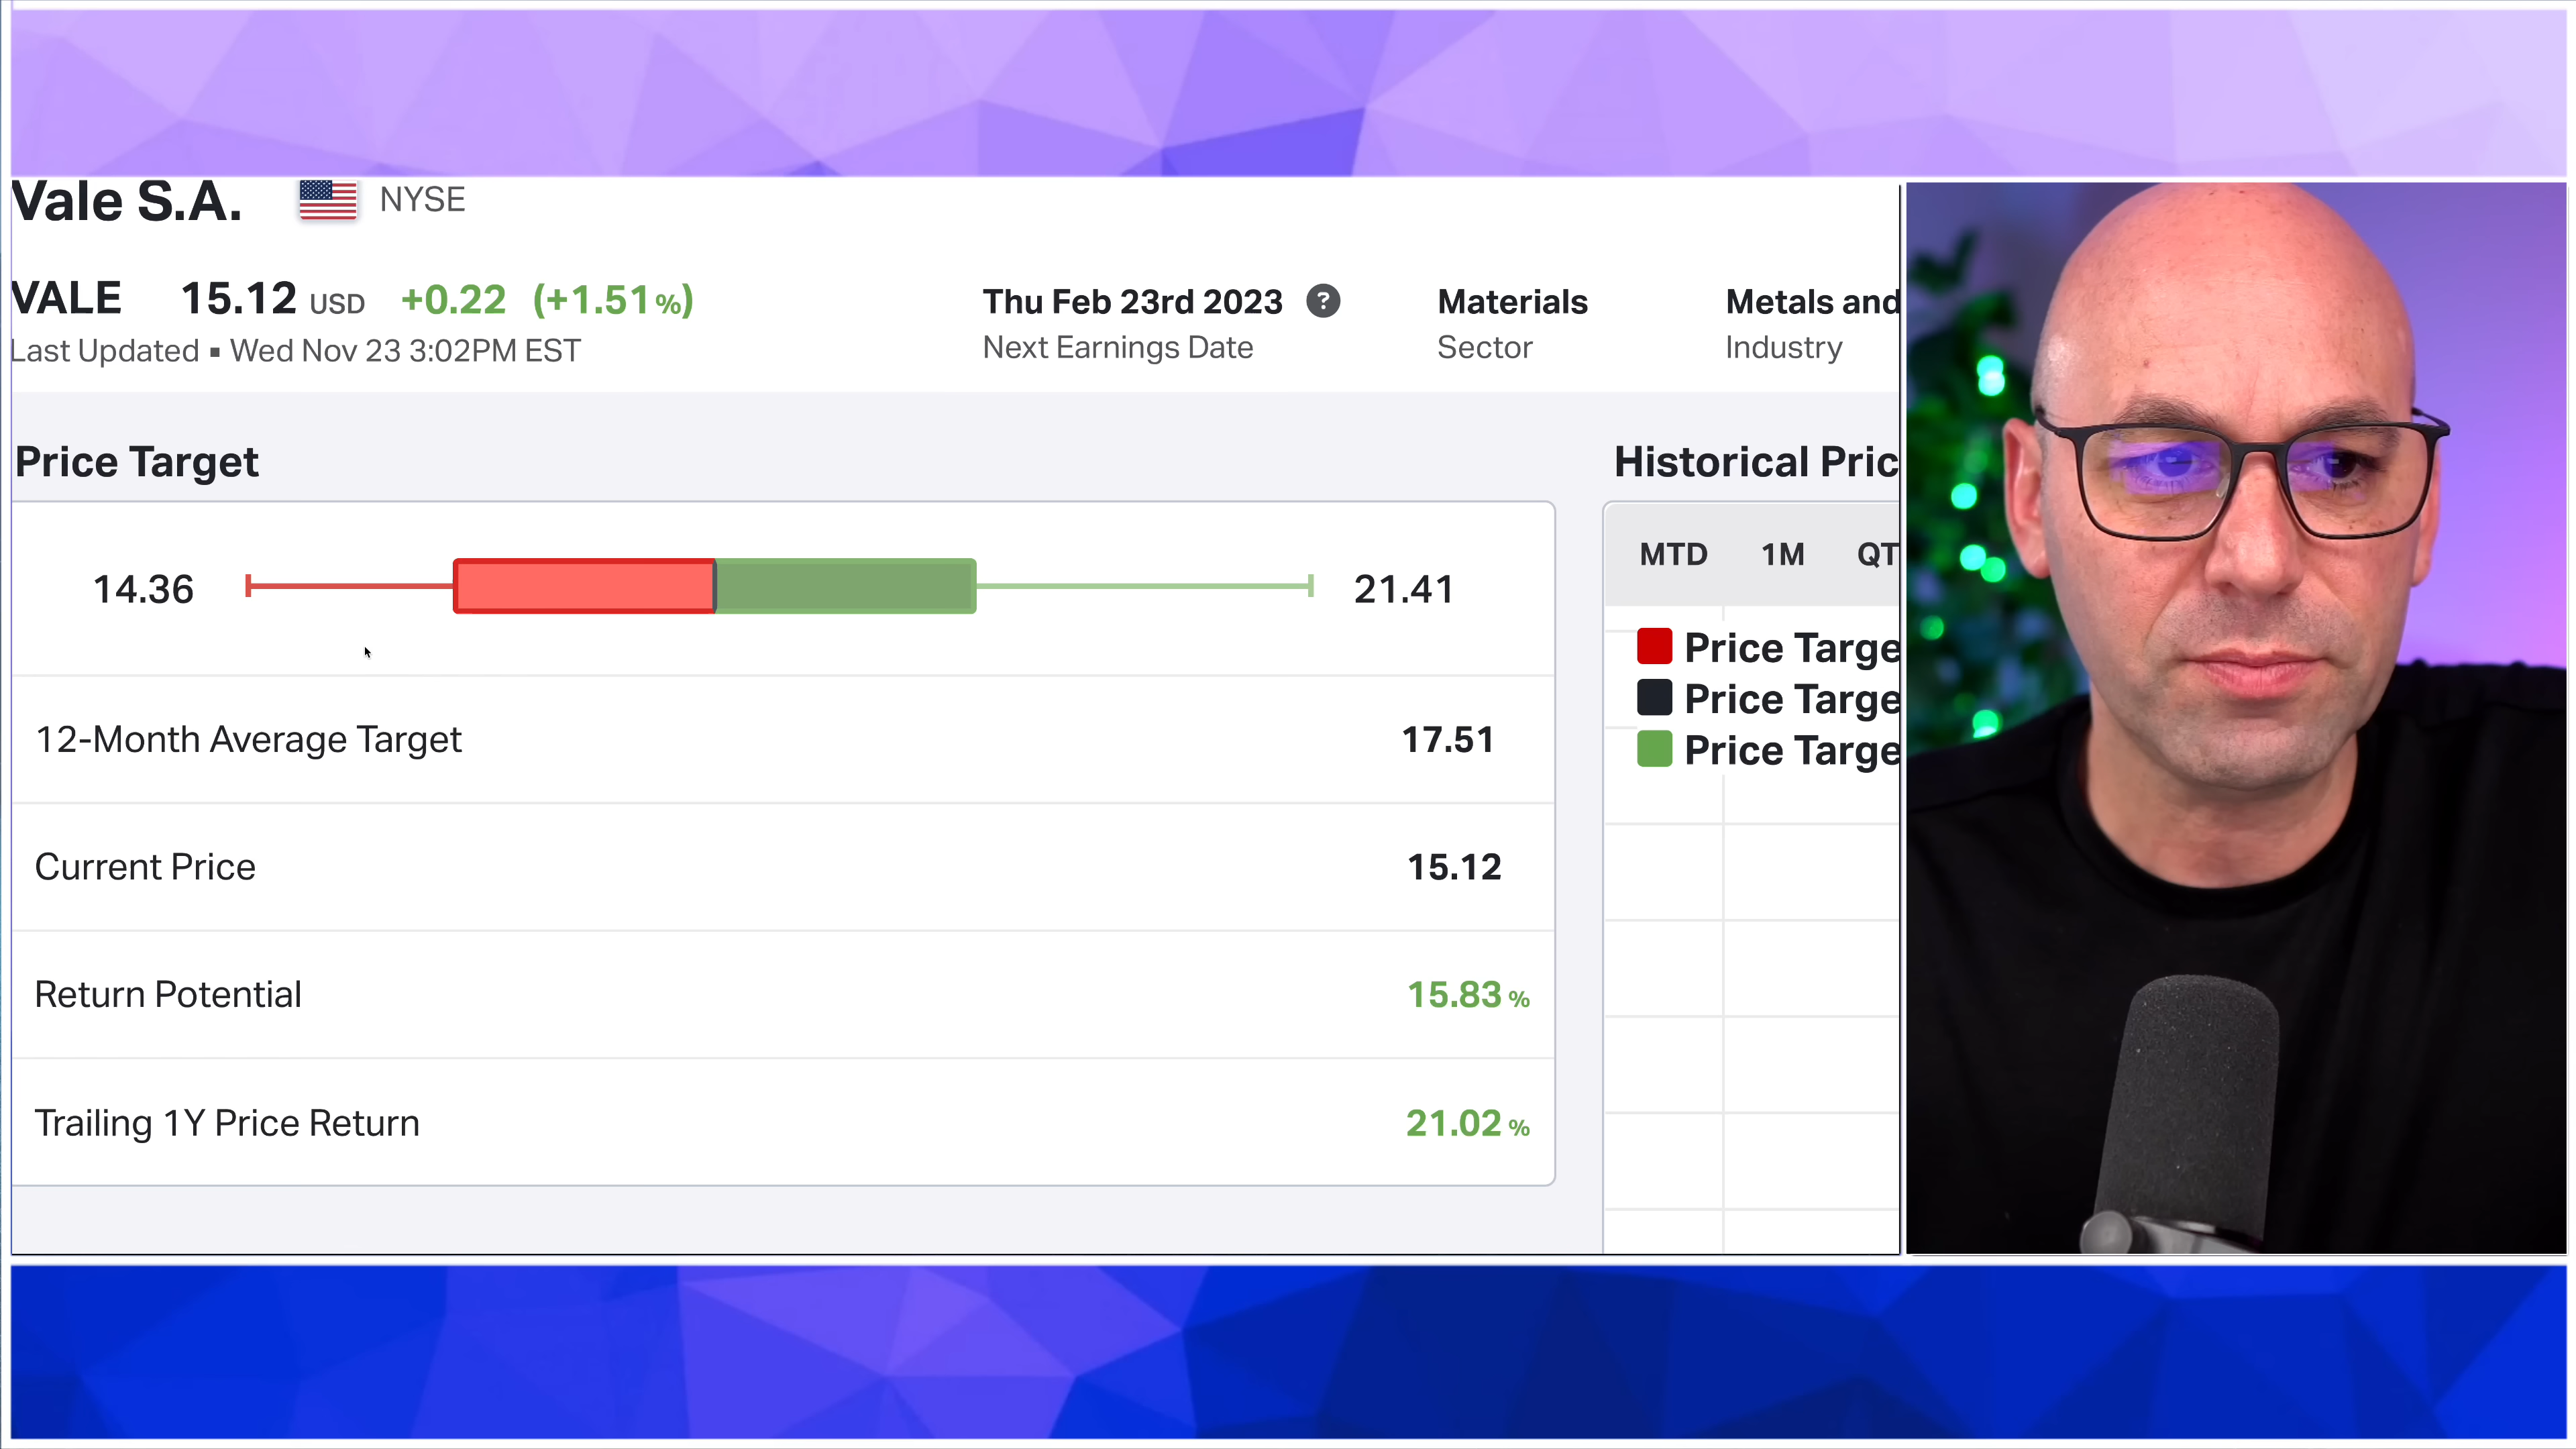 Vale S.A. NYSE
VALE 15.12 USD +0.22 (+1.51%)
Last Updated ▪ Wed Nov 23 3:02PM EST
Thu Feb 23rd 2023 ?
Next Earnings Date
Materials
Sector
Metals and
Industry
Price Target
14.36 21.41
12-Month Average Target 17.51
Current Price 15.12
Return Potential 15.83 %
Trailing 1Y Price Return 21.02 %
Historical Pric
MTD 1M QT
Price Targe
Price Targe
Price Targe